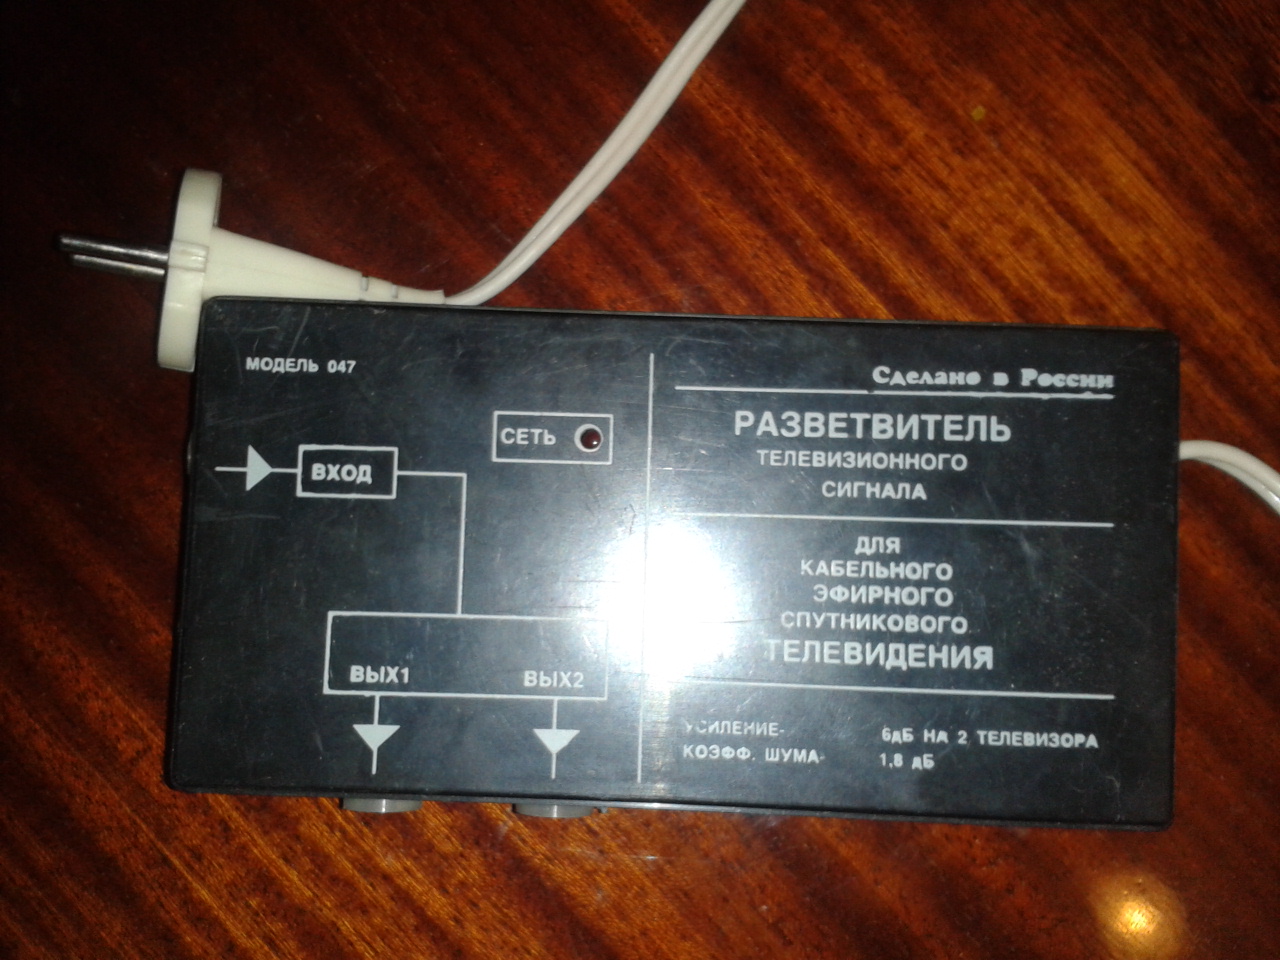 МОДЕЛЬ 047
СЕТЬ
ВХОД
ВЫХ1
ВЫХ2
Сделано в России
РАЗВЕТВИТЕЛЬ
ТЕЛЕВИЗИОННОГО
СИГНАЛА
ДЛЯ
КАБЕЛЬНОГО
ЭФИРНОГО
СПУТНИКОВОГО
ТЕЛЕВИДЕНИЯ
УСИЛЕНИЕ- 6дБ НА 2 ТЕЛЕВИЗОРА
КОЭФФ. ШУМА- 1,8 дБ